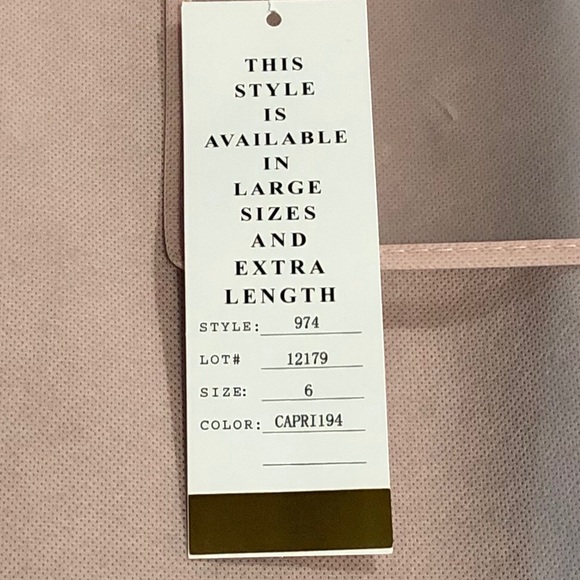 THIS
STYLE
IS
AVAILABLE
IN
LARGE
SIZES
AND
EXTRA
LENGTH
STYLE: 974
LOT# 12179
SIZE: 6
COLOR: CAPRI194